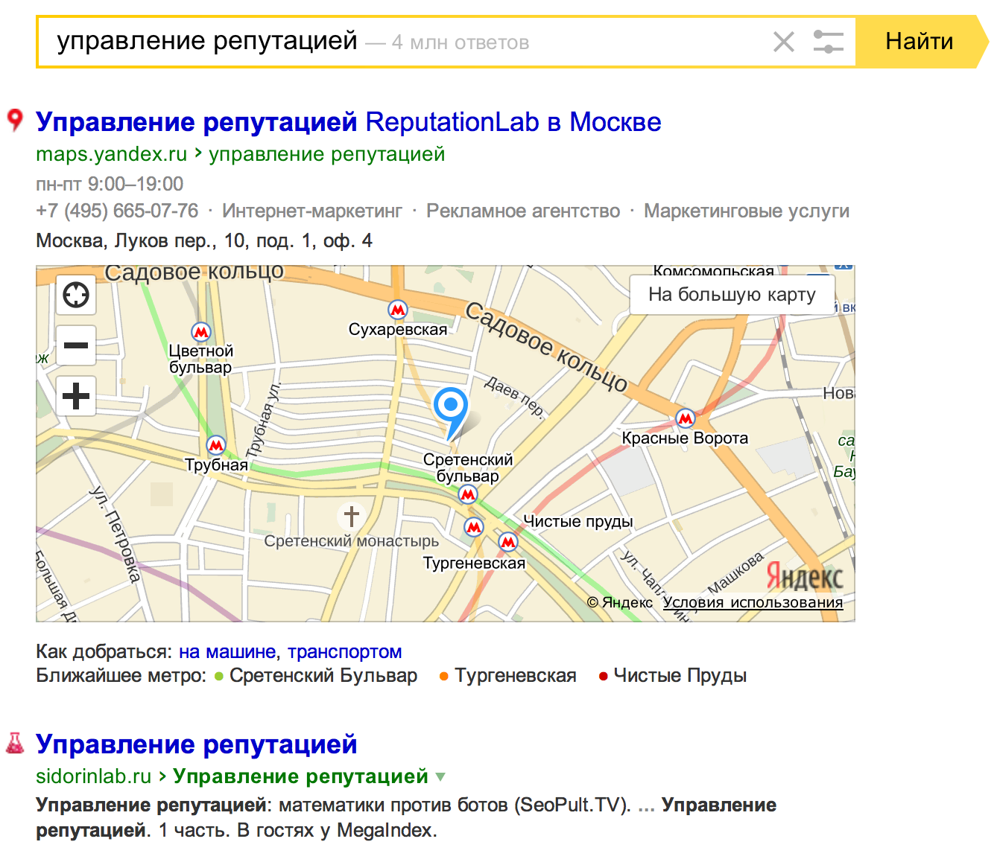 управление репутацией — 4 млн ответов
Найти
Управление репутацией ReputationLab в Москве
maps.yandex.ru › управление репутацией
пн-пт 9:00–19:00
+7 (495) 665-07-76 · Интернет-маркетинг · Рекламное агентство · Маркетинговые услуги
Москва, Луков пер., 10, под. 1, оф. 4
Садовое кольцо
Комсомольская
На большую карту
Сухаревская
Садовое кольцо
Цветной
бульвар
Даев пер.
Трубная ул.
Нов
Красные Ворота
Сретенский
бульвар
Трубная
Бау
ул. Петровка
Чистые пруды
Сретенский монастырь
Тургеневская
Большая Д
ул. Чапл
Машкова
Яндекс
© Яндекс Условия использования
Как добраться: на машине, транспортом
Ближайшее метро: Сретенский Бульвар Тургеневская Чистые Пруды
Управление репутацией
sidorinlab.ru › Управление репутацией
Управление репутацией: математики против ботов (SeoPult.TV). ... Управление
репутацией. 1 часть. В гостях у MegaIndex.